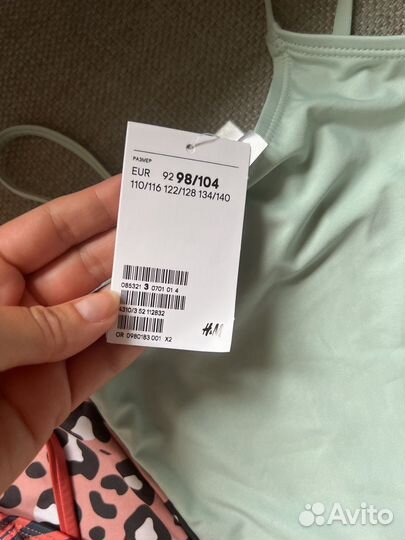 РАЗМЕР
EUR 92 98/104
110/116 122/128 134/140
085321 3 0701 01 4
4310/3 52 112832
OR 0980183 001 X2
H&M
Avito